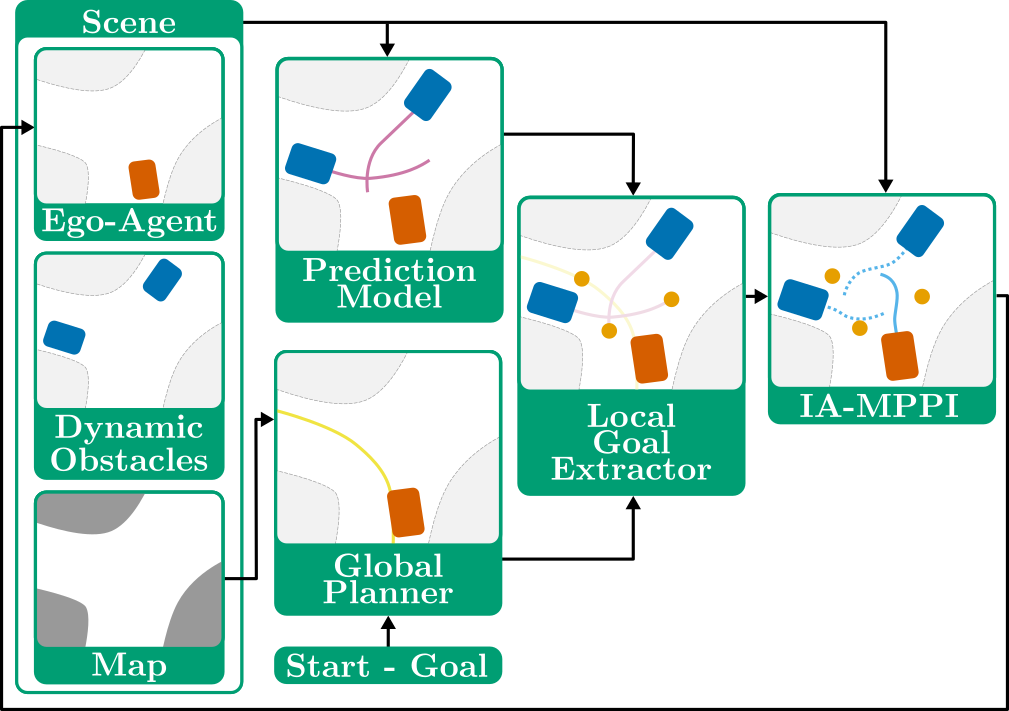 Scene
Ego-Agent
Dynamic
Obstacles
Map
Prediction
Model
Global
Planner
Start - Goal
Local
Goal
Extractor
IA-MPPI